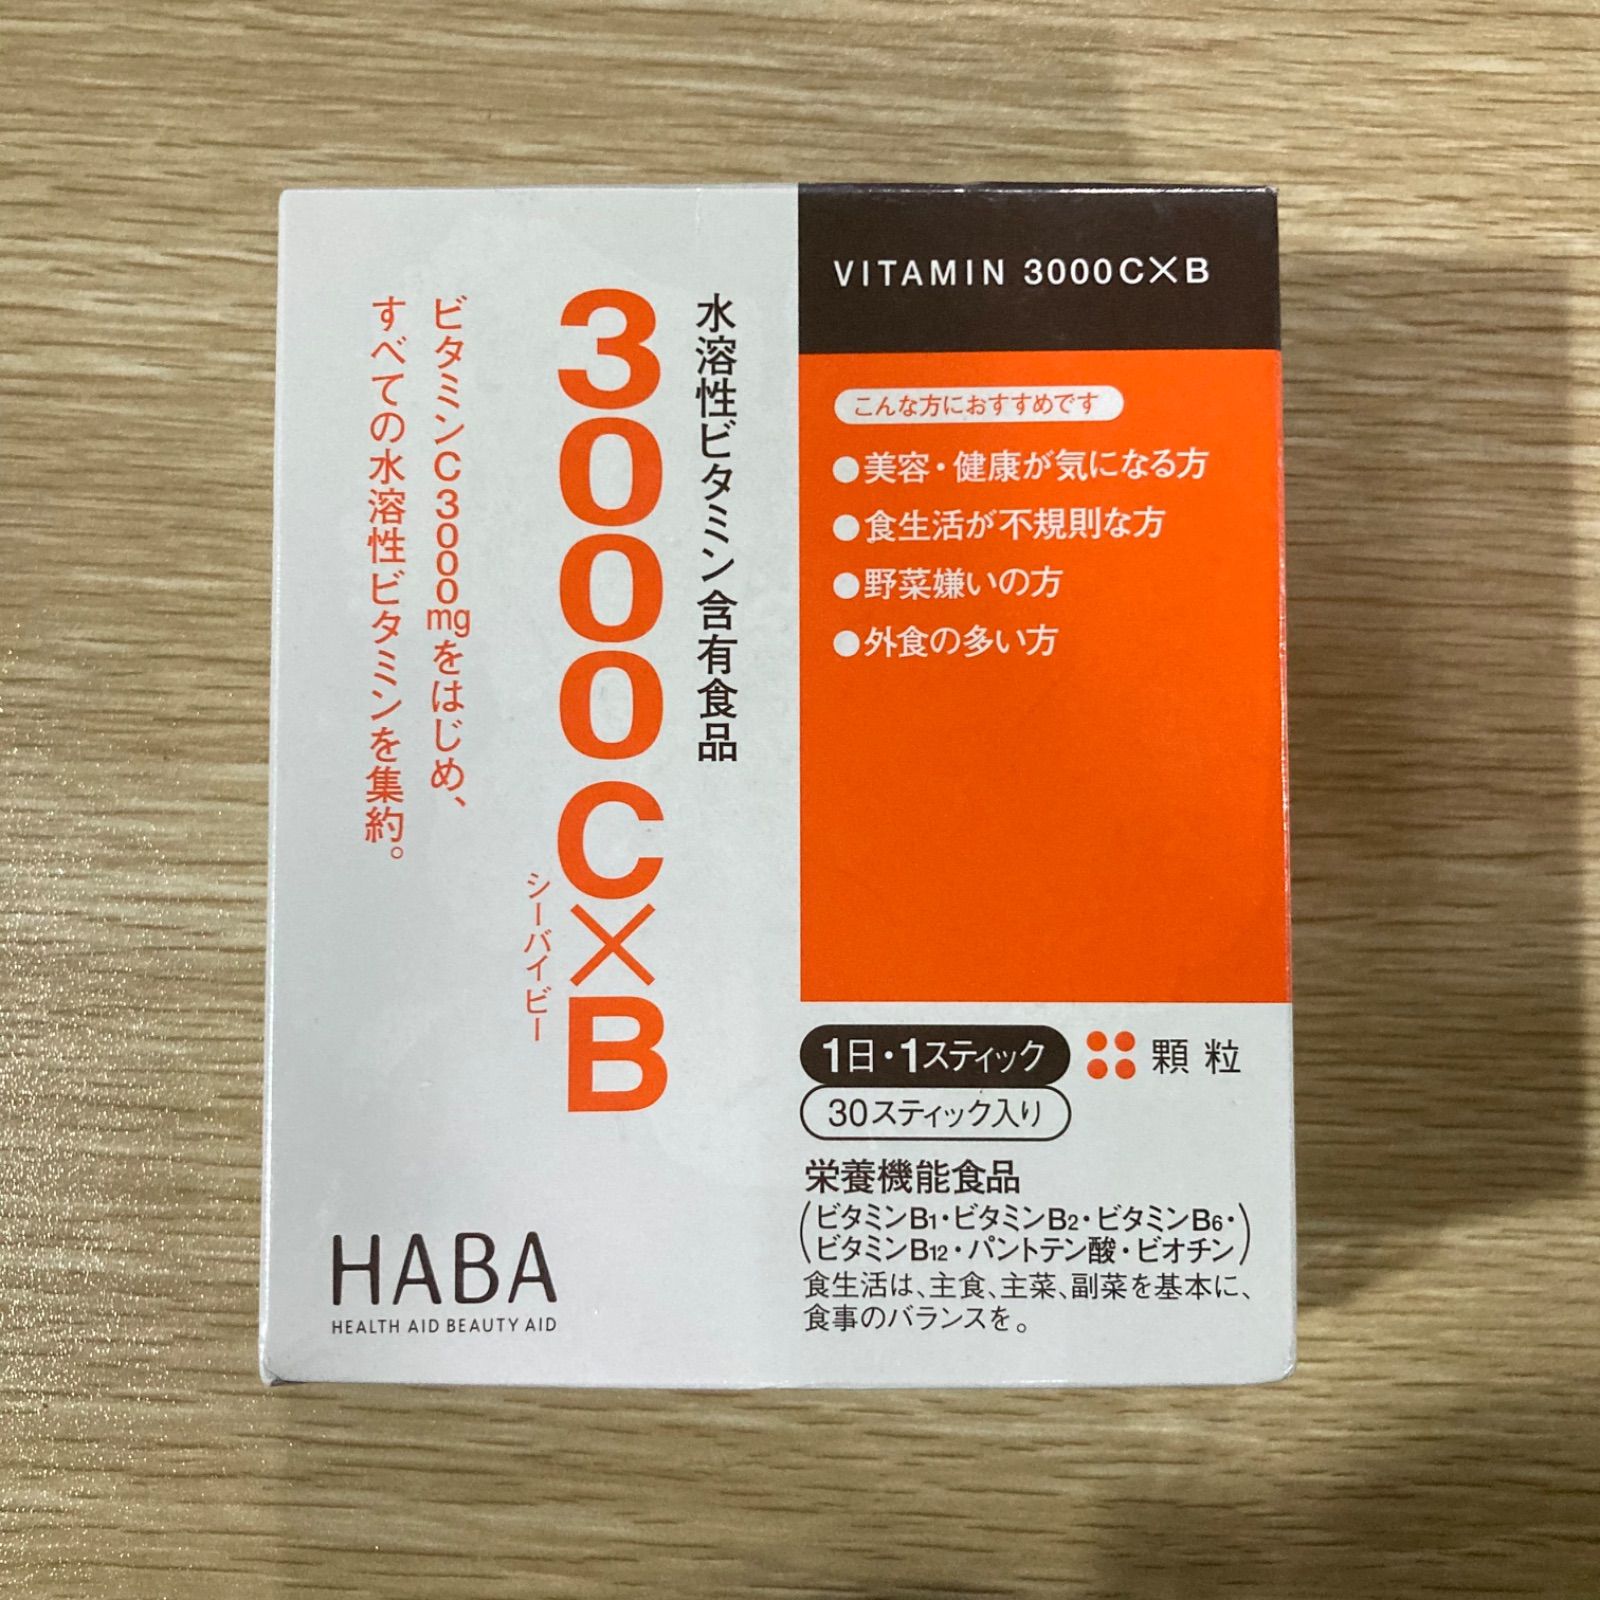 水溶性ビタミン含有食品
3000C×B
シーバイビー
ビタミンC3000mgをはじめ、
すべての水溶性ビタミンを集約。
HABA
HEALTH AID BEAUTY AID
VITAMIN 3000C×B
こんな方におすすめです
●美容・健康が気になる方
●食生活が不規則な方
●野菜嫌いの方
●外食の多い方
1日・1スティック
顆粒
30スティック入り
栄養機能食品
(ビタミンB1・ビタミンB2・ビタミンB6・
ビタミンB12・パントテン酸・ビオチン)
食生活は、主食、主菜、副菜を基本に、
食事のバランスを。